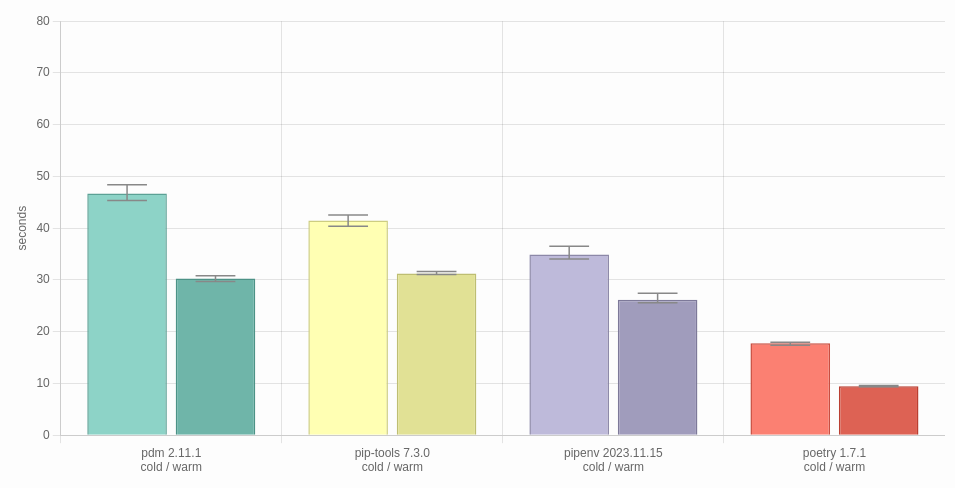 80
70
60
50
40
30
20
10
0
seconds
pdm 2.11.1
cold / warm
pip-tools 7.3.0
cold / warm
pipenv 2023.11.15
cold / warm
poetry 1.7.1
cold / warm